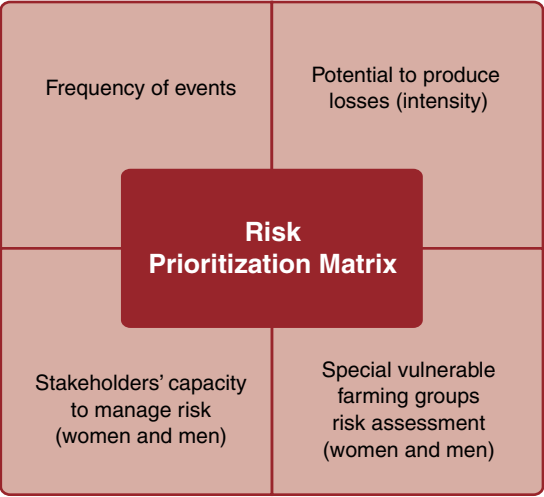 Frequency of events
Potential to produce
losses (intensity)
Risk
Prioritization Matrix
Stakeholders’ capacity
to manage risk
(women and men)
Special vulnerable
farming groups
risk assessment
(women and men)